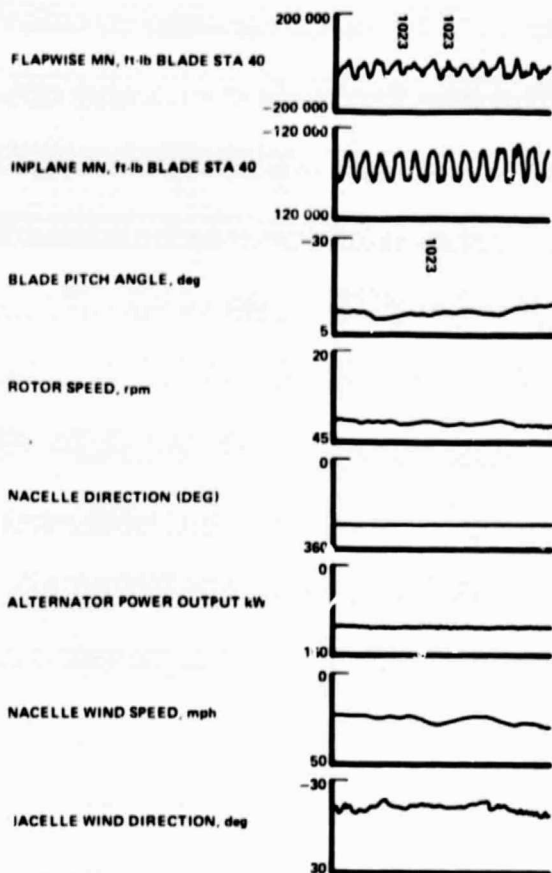 200 000
1023 1023
FLAPWISE MN, ft-lb BLADE STA 40
-200 000
-120 000
INPLANE MN, ft-lb BLADE STA 40
120 000
-30
1023
BLADE PITCH ANGLE, deg
5
20
ROTOR SPEED, rpm
45
0
NACELLE DIRECTION (DEG)
360
0
ALTERNATOR POWER OUTPUT kW
0
NACELLE WIND SPEED, mph
50
-30
IACELLE WIND DIRECTION, deg
30